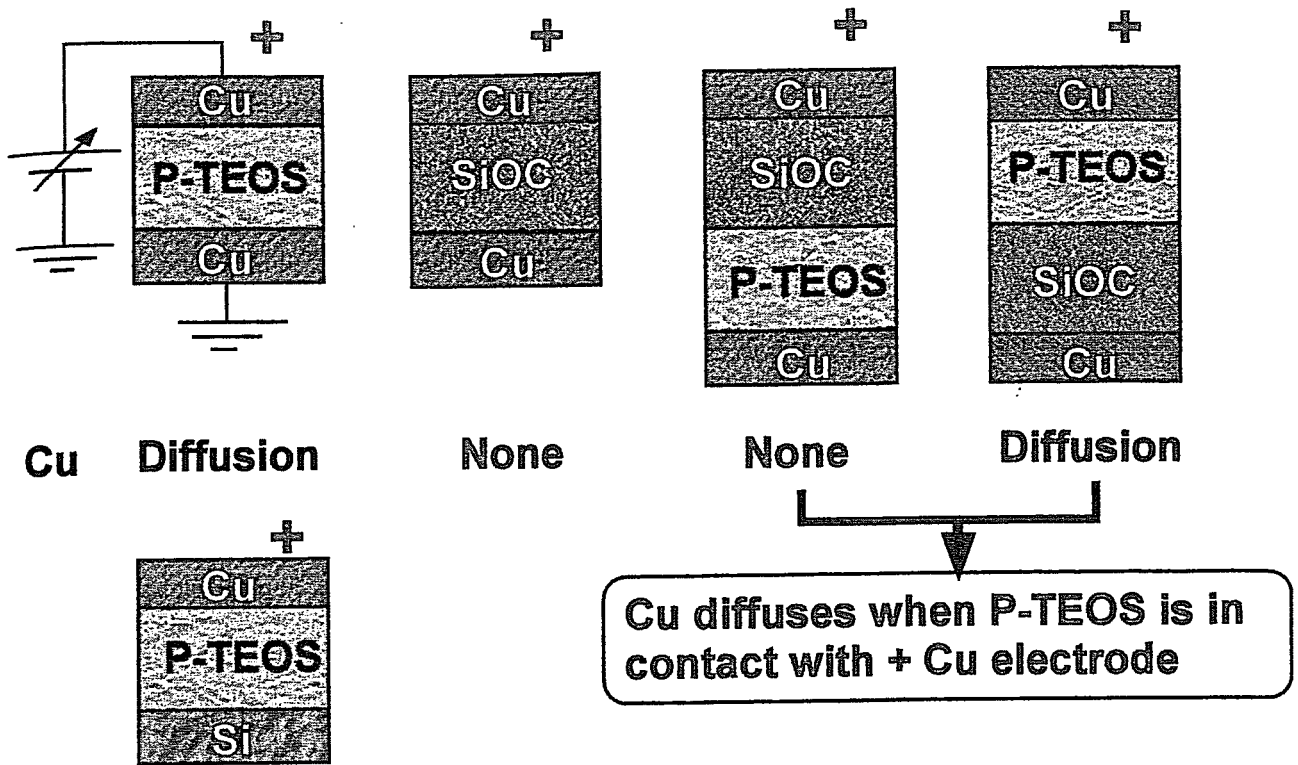 + + + +
Cu Cu Cu Cu
P-TEOS SiOC SiOC P-TEOS
Cu Cu P-TEOS SiOC
Cu Cu
Cu Diffusion None None Diffusion
+
Cu
P-TEOS
Si
Cu diffuses when P-TEOS is in
contact with + Cu electrode